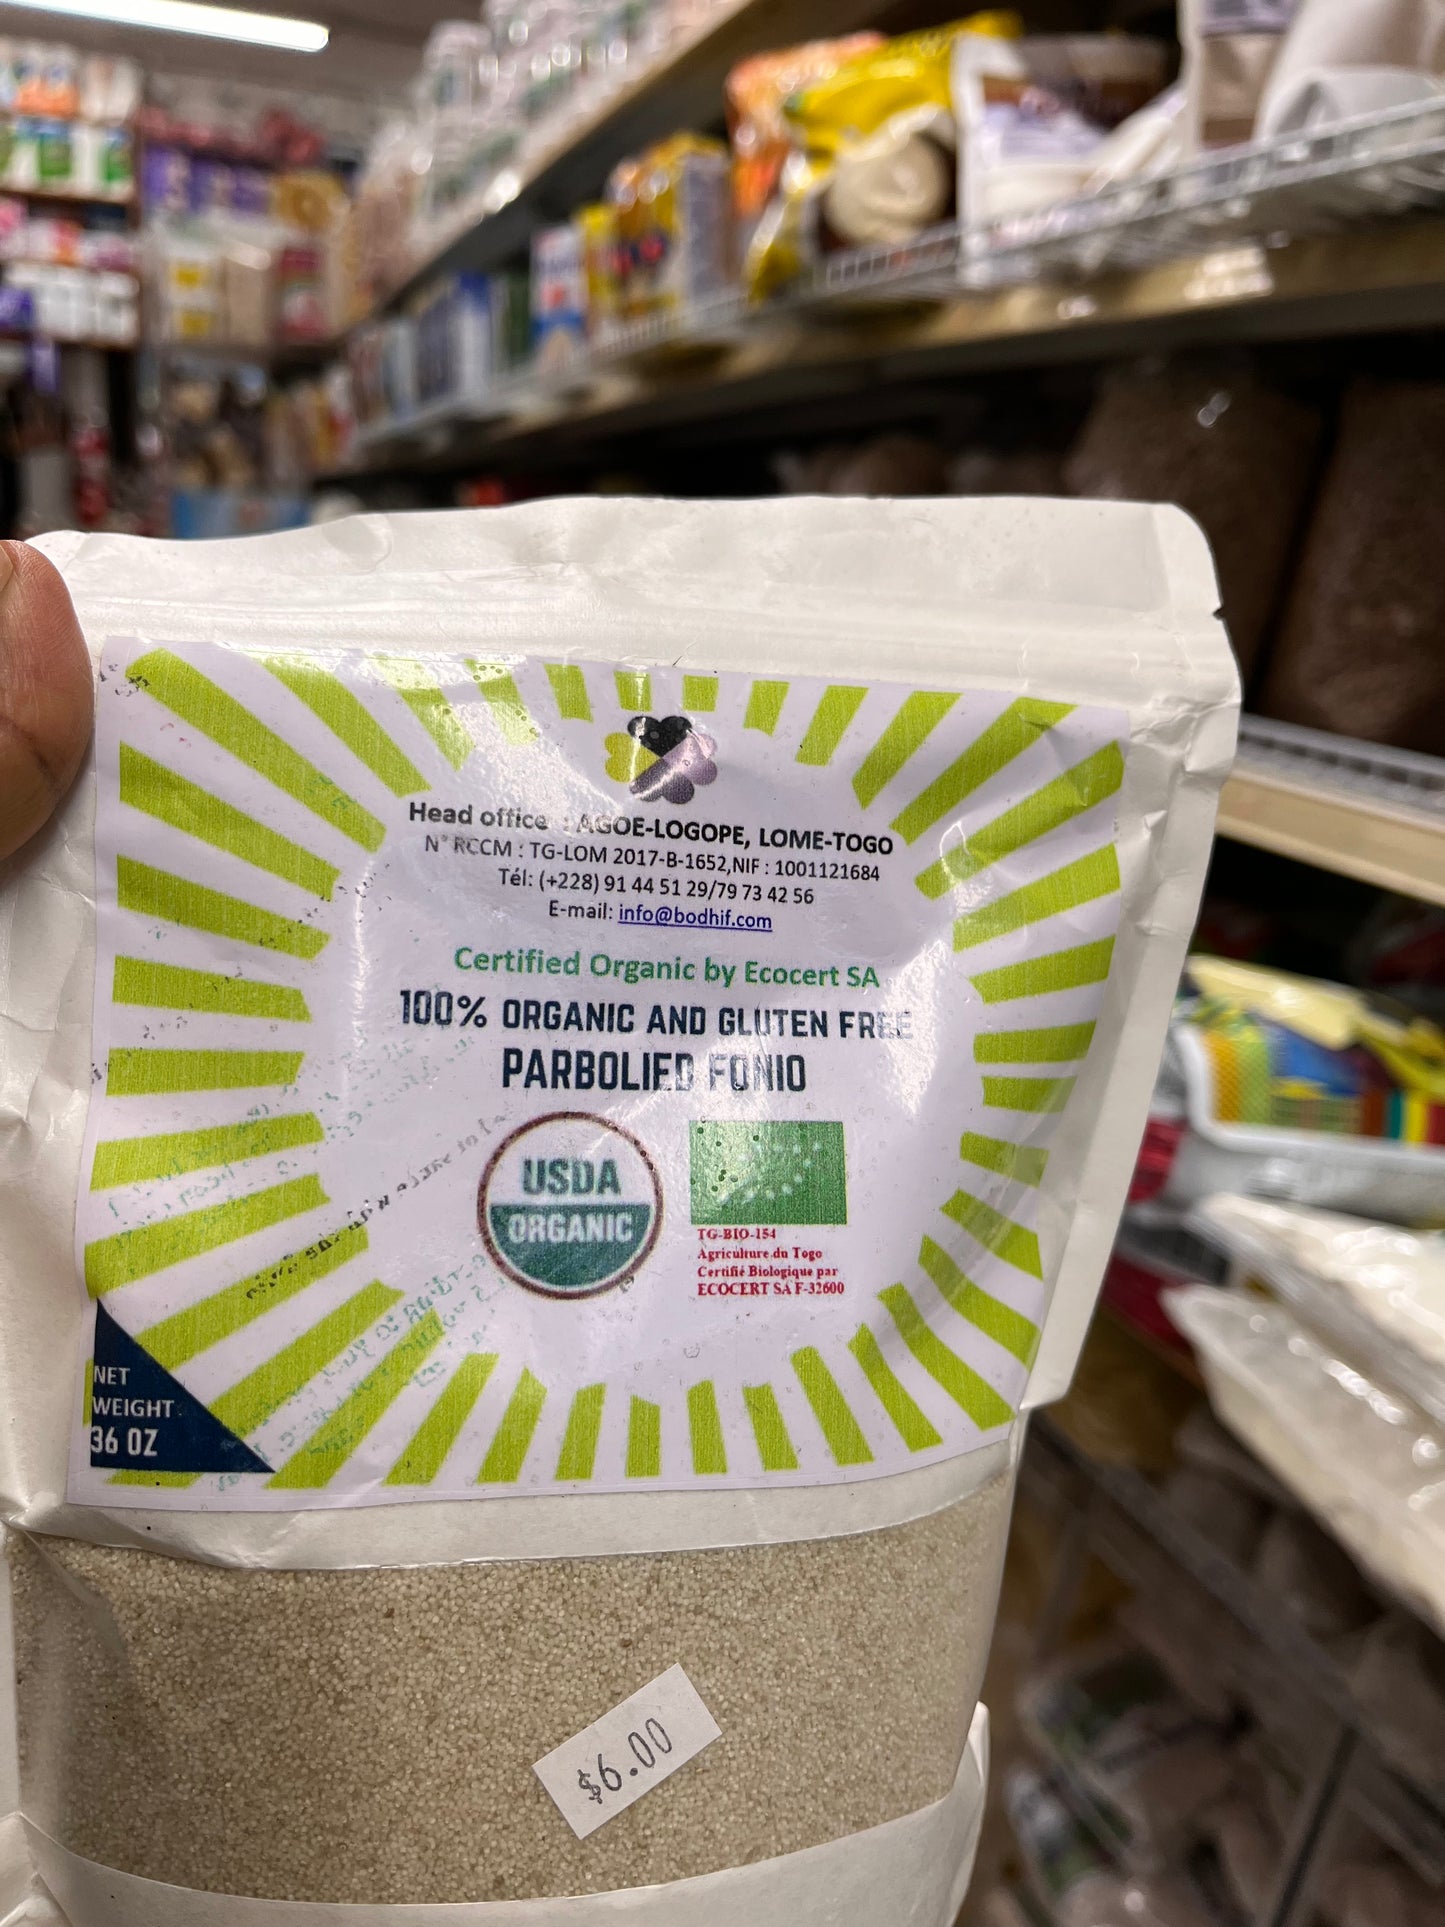 Head office : AGOE-LOGOPE, LOME-TOGO
N° RCCM : TG-LOM 2017-B-1652,NIF : 1001121684
Tél: (+228) 91 44 51 29/79 73 42 56
E-mail: info@bodhif.com
Certified Organic by Ecocert SA
100% ORGANIC AND GLUTEN FREE
PARBOLIED FONIO
USDA
ORGANIC
TG-BIO-154
Agriculture du Togo
Certifié Biologique par
ECOCERT SA F-32600
NET
WEIGHT
36 OZ
$6.00